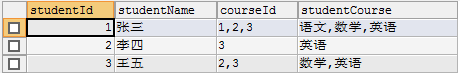 studentId studentName courseId studentCourse
1 张三 1,2,3 语文,数学,英语
2 李四 3 英语
3 王五 2,3 数学,英语